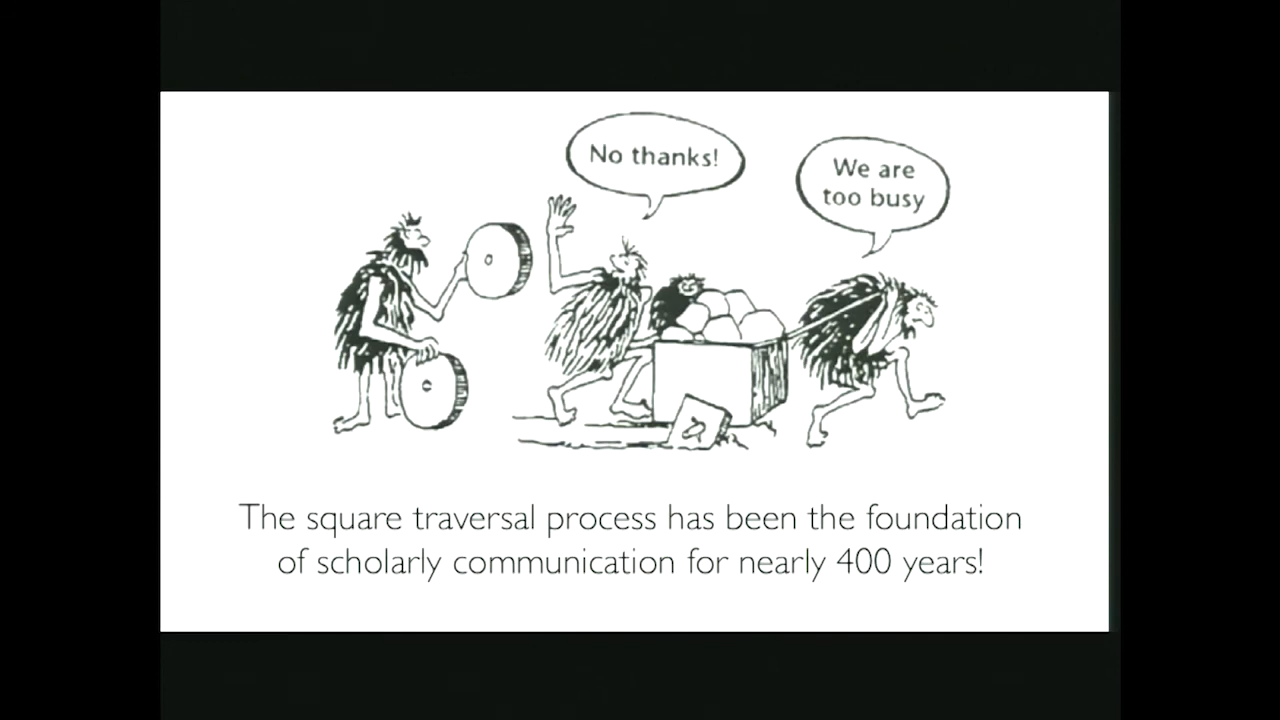 No thanks!
We are
too busy
The square traversal process has been the foundation
of scholarly communication for nearly 400 years!